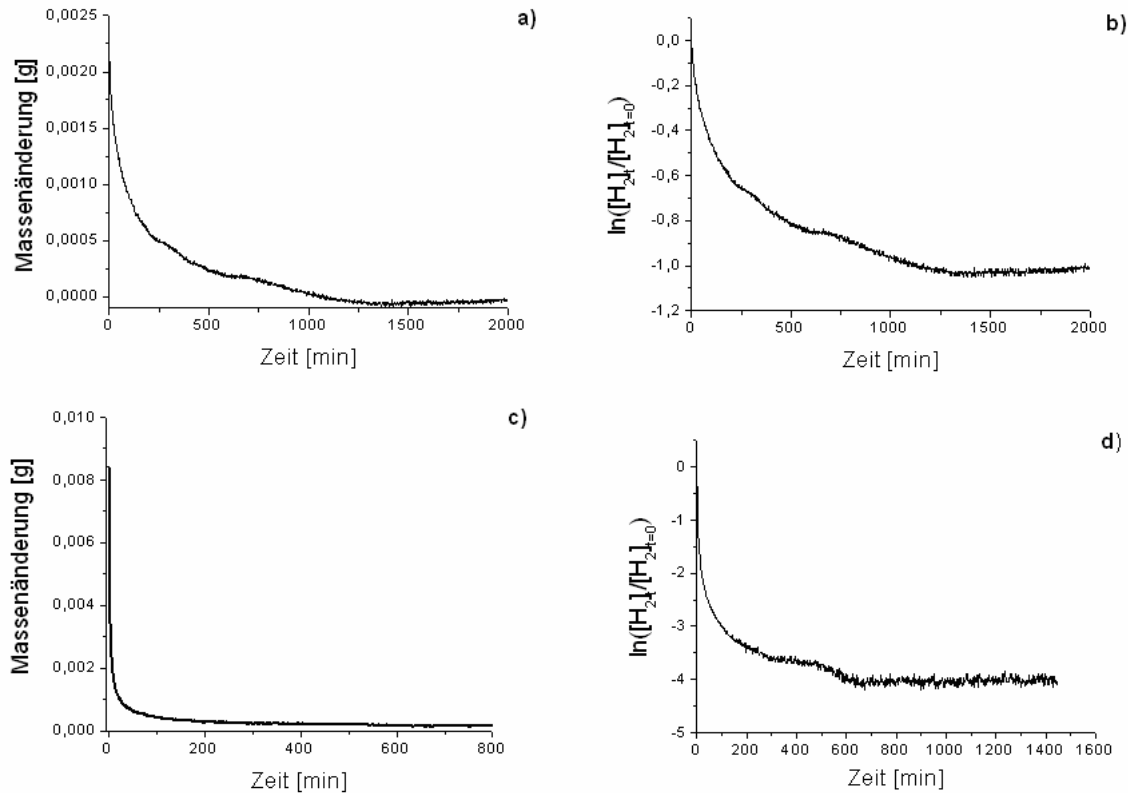 a)
Massenänderung [g]
0,0025
0,0020
0,0015
0,0010
0,0005
0,0000
0 500 1000 1500 2000
Zeit [min]
b)
ln([H2]t/[H2]t=0)
0,0
-0,2
-0,4
-0,6
-0,8
-1,0
-1,2
0 500 1000 1500 2000
Zeit [min]
c)
Massenänderung [g]
0,010
0,008
0,006
0,004
0,002
0,000
0 200 400 600 800
Zeit [min]
d)
ln([H2]t/[H2]t=0)
0
-1
-2
-3
-4
-5
0 200 400 600 800 1000 1200 1400 1600
Zeit [min]